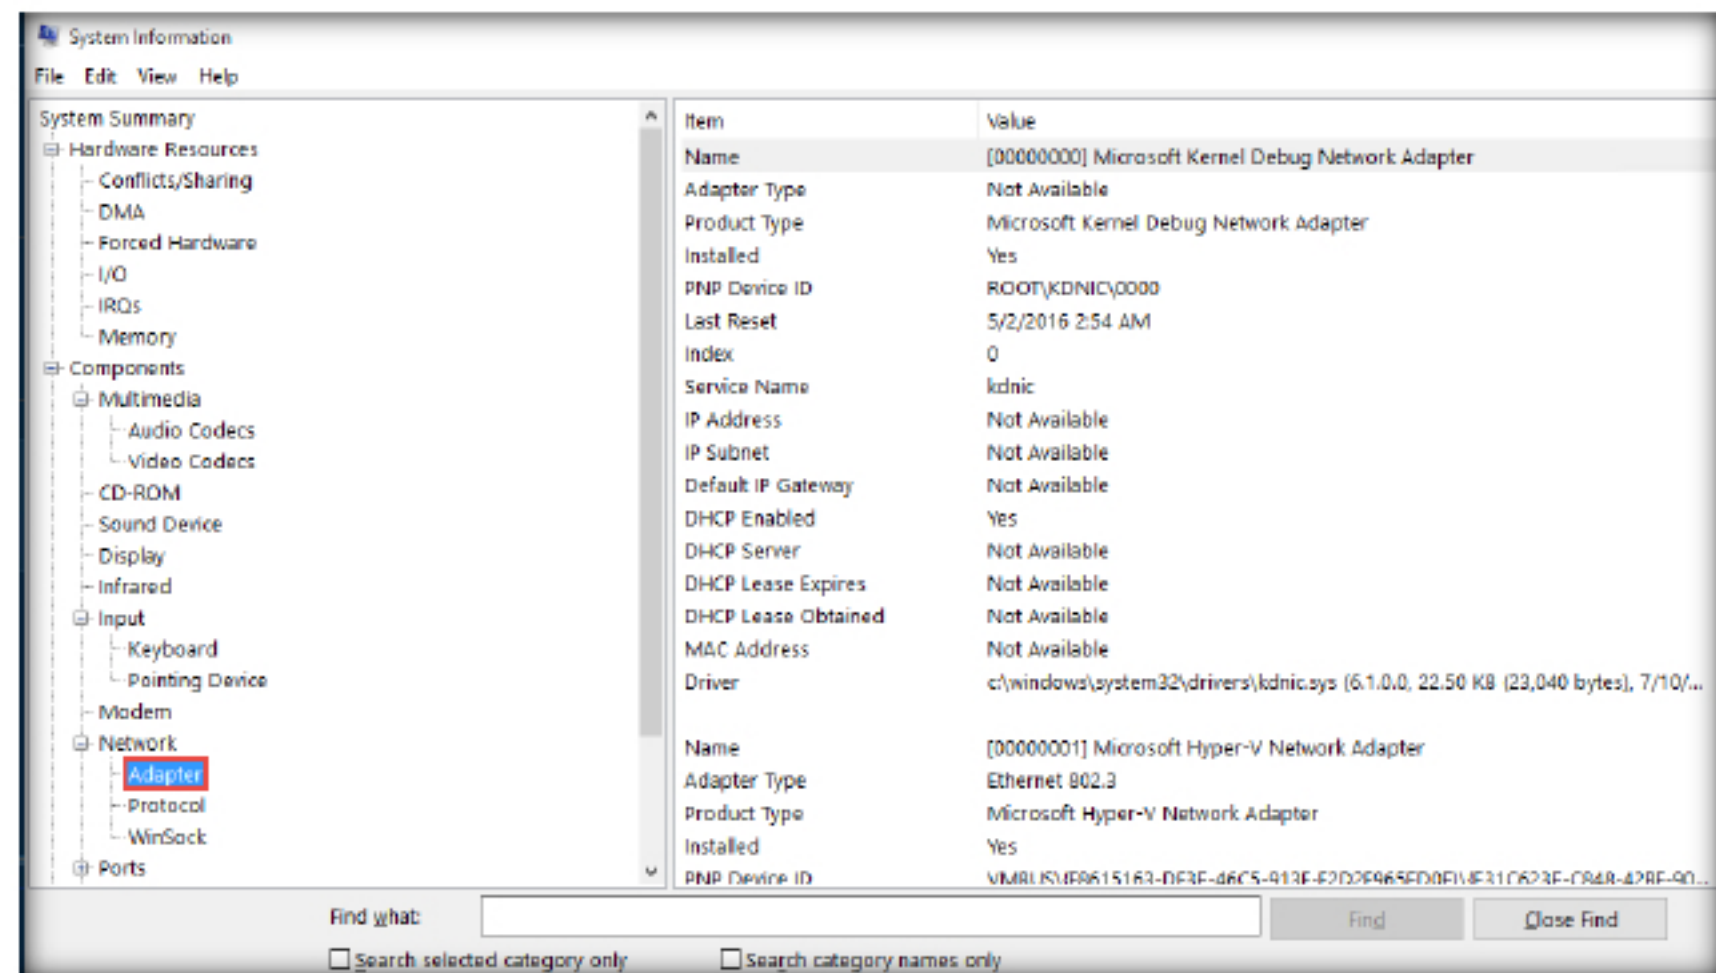 System Information
File Edit View Help
System Summary
Hardware Resources
Conflicts/Sharing
DMA
Forced Hardware
I/O
IRQs
Memory
Components
Multimedia
Audio Codecs
Video Codecs
CD-ROM
Sound Device
Display
Infrared
Input
Keyboard
Pointing Device
Modem
Network
Adapter
Protocol
WinSock
Ports
Item Value
Name [00000000] Microsoft Kernel Debug Network Adapter
Adapter Type Not Available
Product Type Microsoft Kernel Debug Network Adapter
Installed Yes
PNP Device ID ROOT\KDNIC\0000
Last Reset 5/2/2016 2:54 AM
Index 0
Service Name kdnic
IP Address Not Available
IP Subnet Not Available
Default IP Gateway Not Available
DHCP Enabled Yes
DHCP Server Not Available
DHCP Lease Expires Not Available
DHCP Lease Obtained Not Available
MAC Address Not Available
Driver c:\windows\system32\drivers\kdnic.sys (6.1.0.0, 22.50 KB (23,040 bytes), 7/10/...
Name [00000001] Microsoft Hyper-V Network Adapter
Adapter Type Ethernet 802.3
Product Type Microsoft Hyper-V Network Adapter
Installed Yes
PNP Device ID
Find what:
Find
Close Find
Search selected category only
Search category names only